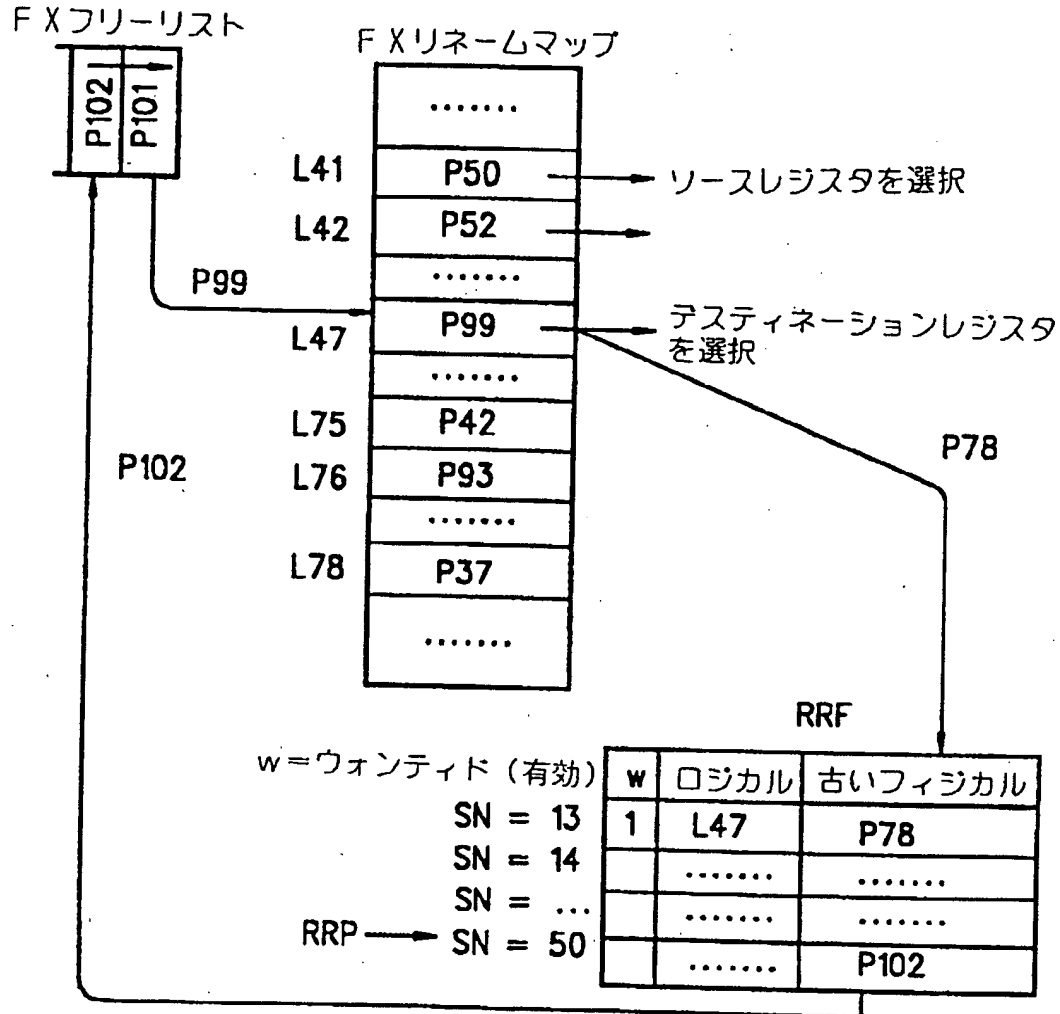 FXフリーリスト
FXリネームマップ
P102 P101
.......
L41 P50 ソースレジスタを選択
L42 P52
.......
P99
L47 P99 デスティネーションレジスタ
を選択
.......
L75 P42
P78
P102
L76 P93
.......
L78 P37
.......
RRF
w=ウォンティド(有効) w ロジカル 古いフィジカル
SN = 13 1 L47 P78
SN = 14 ....... .......
SN = ... ....... .......
RRP SN = 50 ....... P102